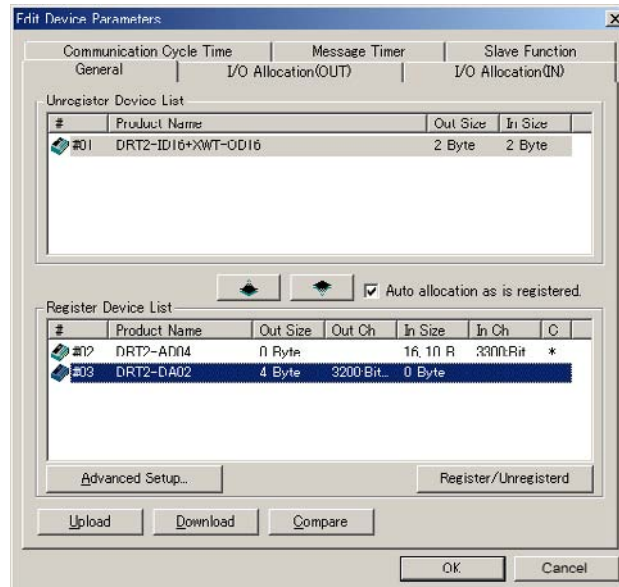 Edit Device Parameters
Communication Cycle Time Message Timer Slave Function
General I/O Allocation(OUT) I/O Allocation(IN)
Unregister Device List
# Product Name Out Size In Size
#01 DRT2-ID16+XWT-OD16 2 Byte 2 Byte
Auto allocation as is registered.
Register Device List
# Product Name Out Size Out Ch In Size In Ch C
#02 DRT2-AD04 0 Byte 16, 10 B 3300:Bit *
#03 DRT2-DA02 4 Byte 3200:Bit... 0 Byte
Advanced Setup... Register/Unregisterd
Upload Download Compare
OK Cancel